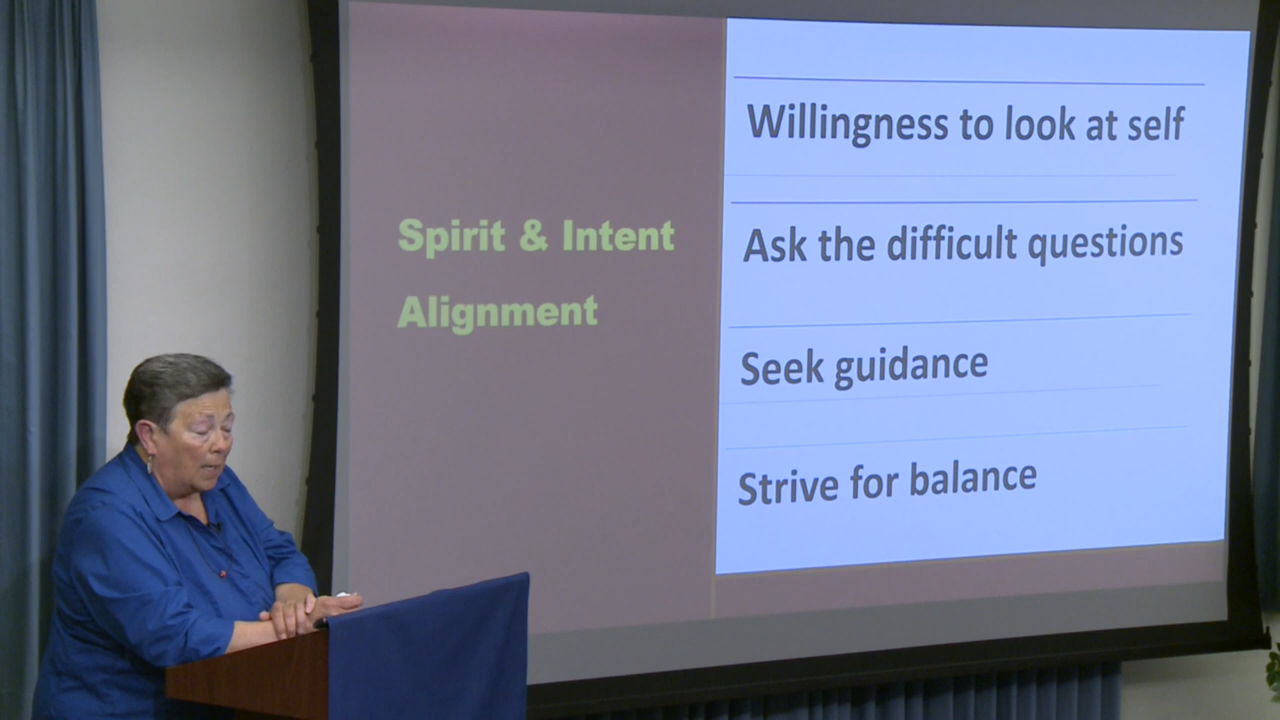 Spirit & Intent
Alignment
Willingness to look at self
Ask the difficult questions
Seek guidance
Strive for balance